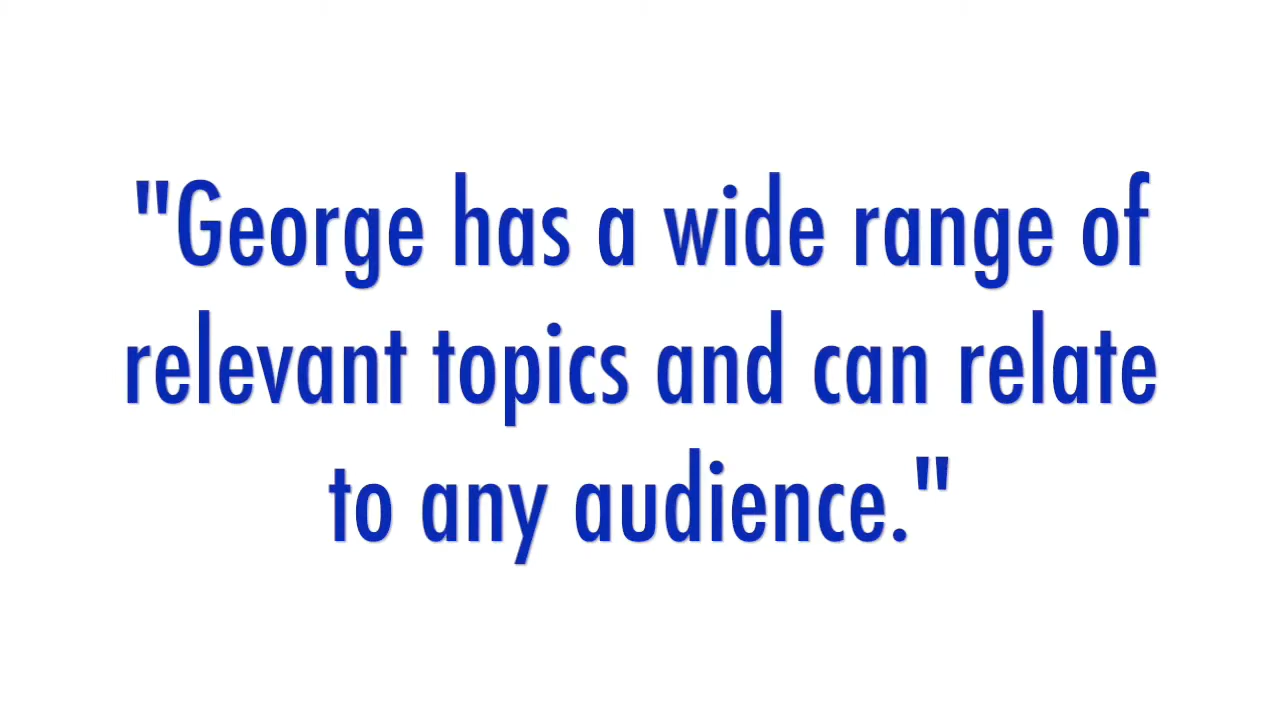 "George has a wide range of
relevant topics and can relate
to any audience."